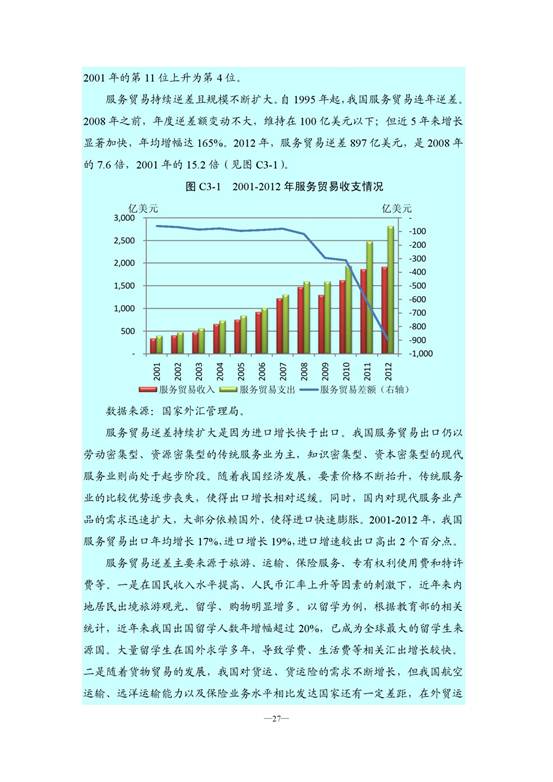 2001 年的第 11 位上升为第 4 位。
服务贸易持续逆差且规模不断扩大。自 1995 年起，我国服务贸易连年逆差。
2008 年之前，年度逆差额变动不大，维持在 100 亿美元以下；但近 5 年来增长
显著加快，年均增幅达 165%。2012 年，服务贸易逆差 897 亿美元，是 2008 年
的 7.6 倍，2001 年的 15.2 倍（见图 C3-1）。
图 C3-1 2001-2012 年服务贸易收支情况
亿美元 亿美元
3,000 -
-100
2,500 -200
-300
2,000 -400
1,500 -500
-600
1,000 -700
500 -800
-900
- -1,000
2001 2002 2003 2004 2005 2006 2007 2008 2009 2010 2011 2012
服务贸易收入 服务贸易支出 服务贸易差额（右轴）
数据来源：国家外汇管理局。
服务贸易逆差持续扩大是因为进口增长快于出口。我国服务贸易出口仍以
劳动密集型、资源密集型的传统服务业为主，知识密集型、资本密集型的现代
服务业则尚处于起步阶段。随着我国经济发展，要素价格不断抬升，传统服务
业的比较优势逐步丧失，使得出口增长相对迟缓。同时，国内对现代服务业产
品的需求迅速扩大，大部分依赖国外，使得进口快速膨胀。2001-2012 年，我国
服务贸易出口年均增长 17%，进口增长 19%，进口增速较出口高出 2 个百分点。
服务贸易逆差主要来源于旅游、运输、保险服务、专有权利使用费和特许
费等。一是在国民收入水平提高，人民币汇率上升等因素的刺激下，近年来内
地居民出境旅游观光、留学、购物明显增多。以留学为例，根据教育部的相关
统计，近年来我国出国留学人数年增幅超过 20%，已成为全球最大的留学生来
源国。大量留学生在国外求学多年，导致学费、生活费等相关汇出增长较快。
二是随着货物贸易的发展，我国对货运、货运险的需求不断增长，但我国航空
运输、远洋运输能力以及保险业务水平相比发达国家还有一定差距，在外贸运
—27—